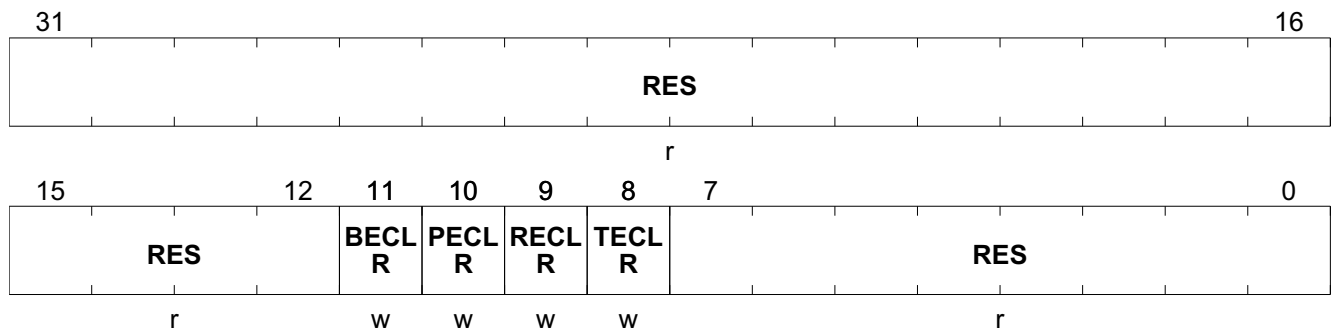 31 16
RES
r
15 12 11 10 9 8 7 0
RES BECL R PECL R RECL R TECL R RES
r w w w w r